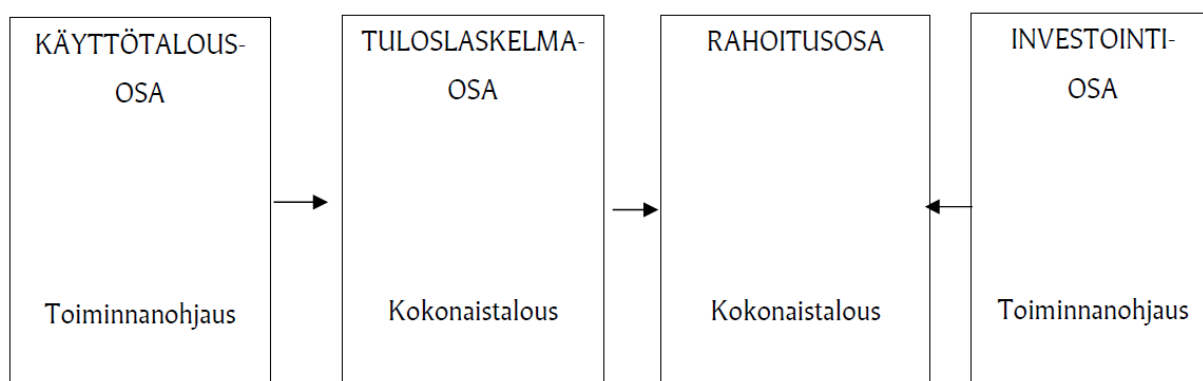 KÄYTTÖTALOUS-
OSA
Toiminnanohjaus
TULOSLASKELMA-
OSA
Kokonaistalous
RAHOITUSOSA
Kokonaistalous
INVESTOINTI-
OSA
Toiminnanohjaus